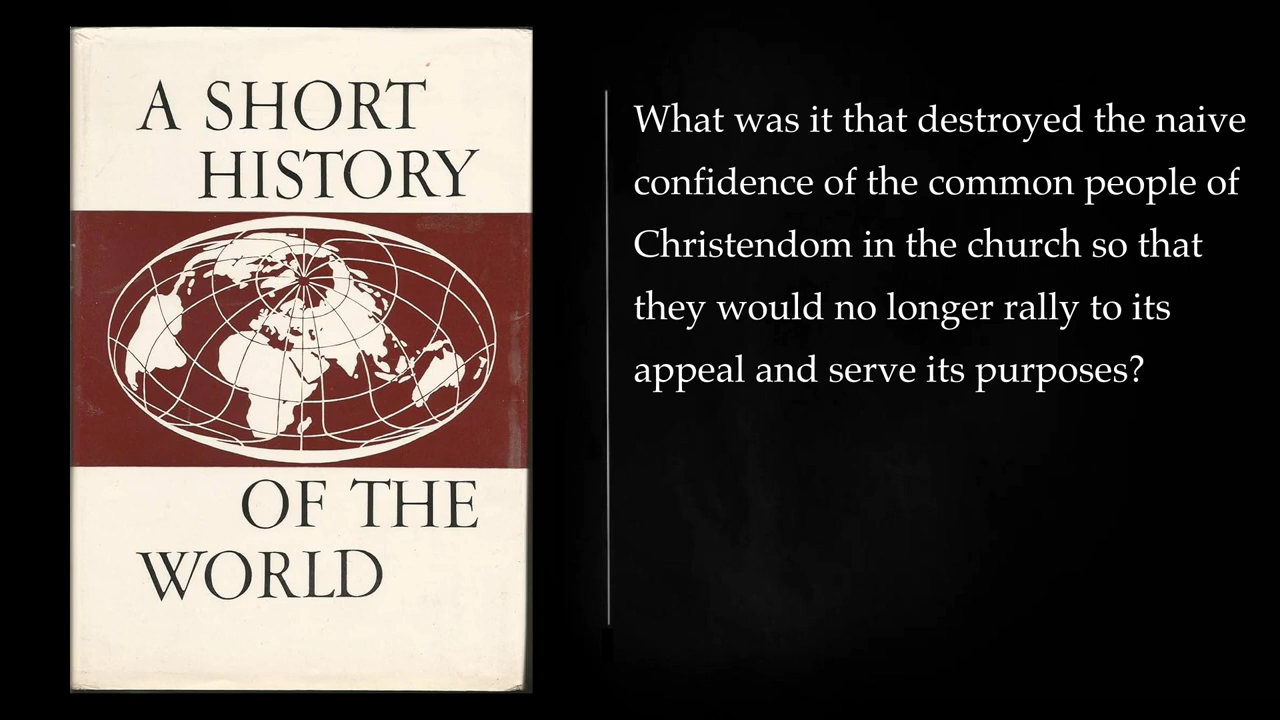 A SHORT
HISTORY
OF THE
WORLD
What was it that destroyed the naive
confidence of the common people of
Christendom in the church so that
they would no longer rally to its
appeal and serve its purposes?